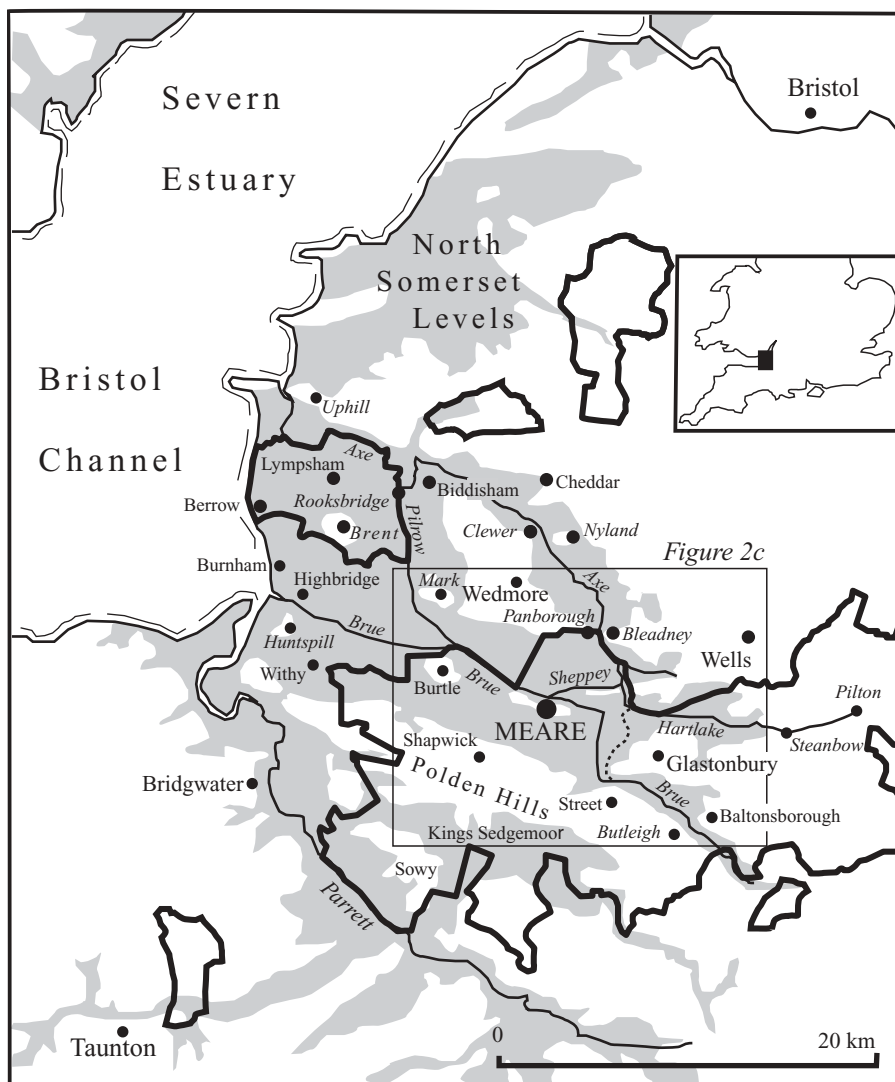 Severn
Estuary
Bristol
North
Somerset
Levels
Bristol
Channel
Uphill
Axe
Lympsham
Rooksbridge
Biddisham
Cheddar
Berrow
Brent
Pilrow
Clewer
Nyland
Burnham
Highbridge
Mark
Wedmore
Axe
Figure 2c
Panborough
Bleadney
Huntspill
Brue
Wells
Withy
Burtle
Brue
Sheppey
Pilton
MEARE
Hartlake
Steanbow
Shapwick
Glastonbury
Bridgwater
Polden Hills
Street
Brue
Baltonsborough
Kings Sedgemoor
Butleigh
Sowy
Parrett
Taunton
0
20 km